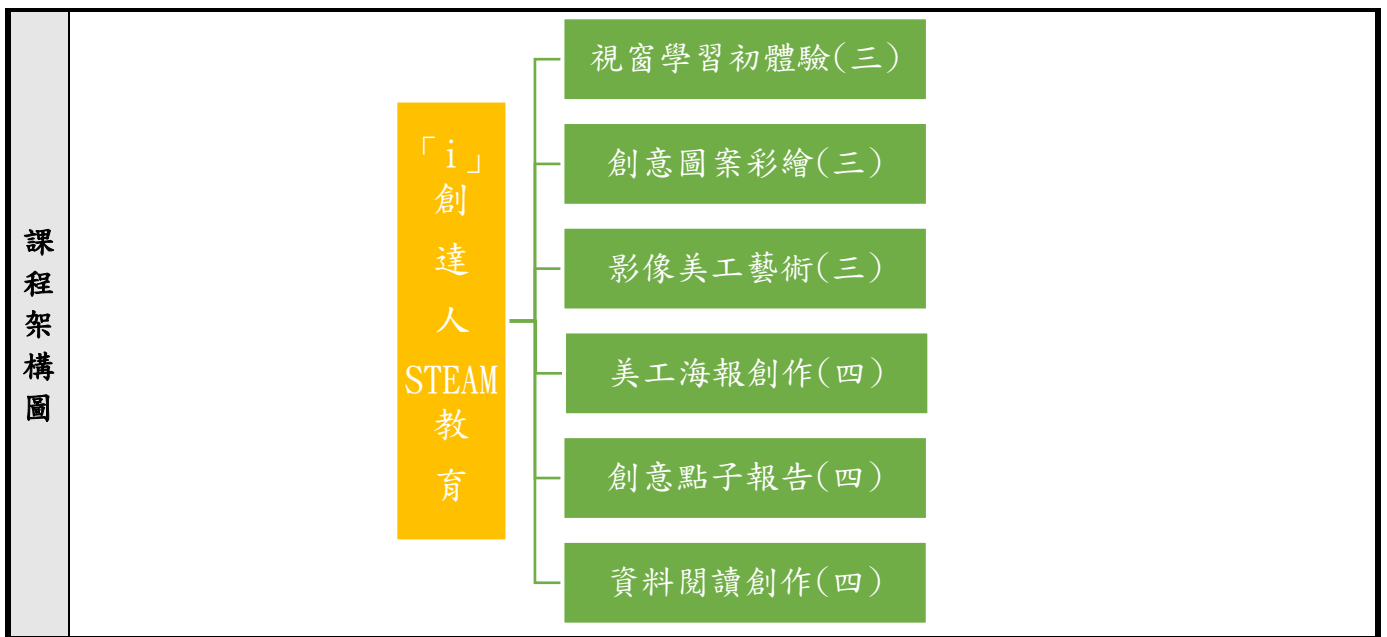 課
程
架
構
圖
「i」
創
達
人
STEAM
教
育
視窗學習初體驗(三)
創意圖案彩繪(三)
影像美工藝術(三)
美工海報創作(四)
創意點子報告(四)
資料閱讀創作(四)